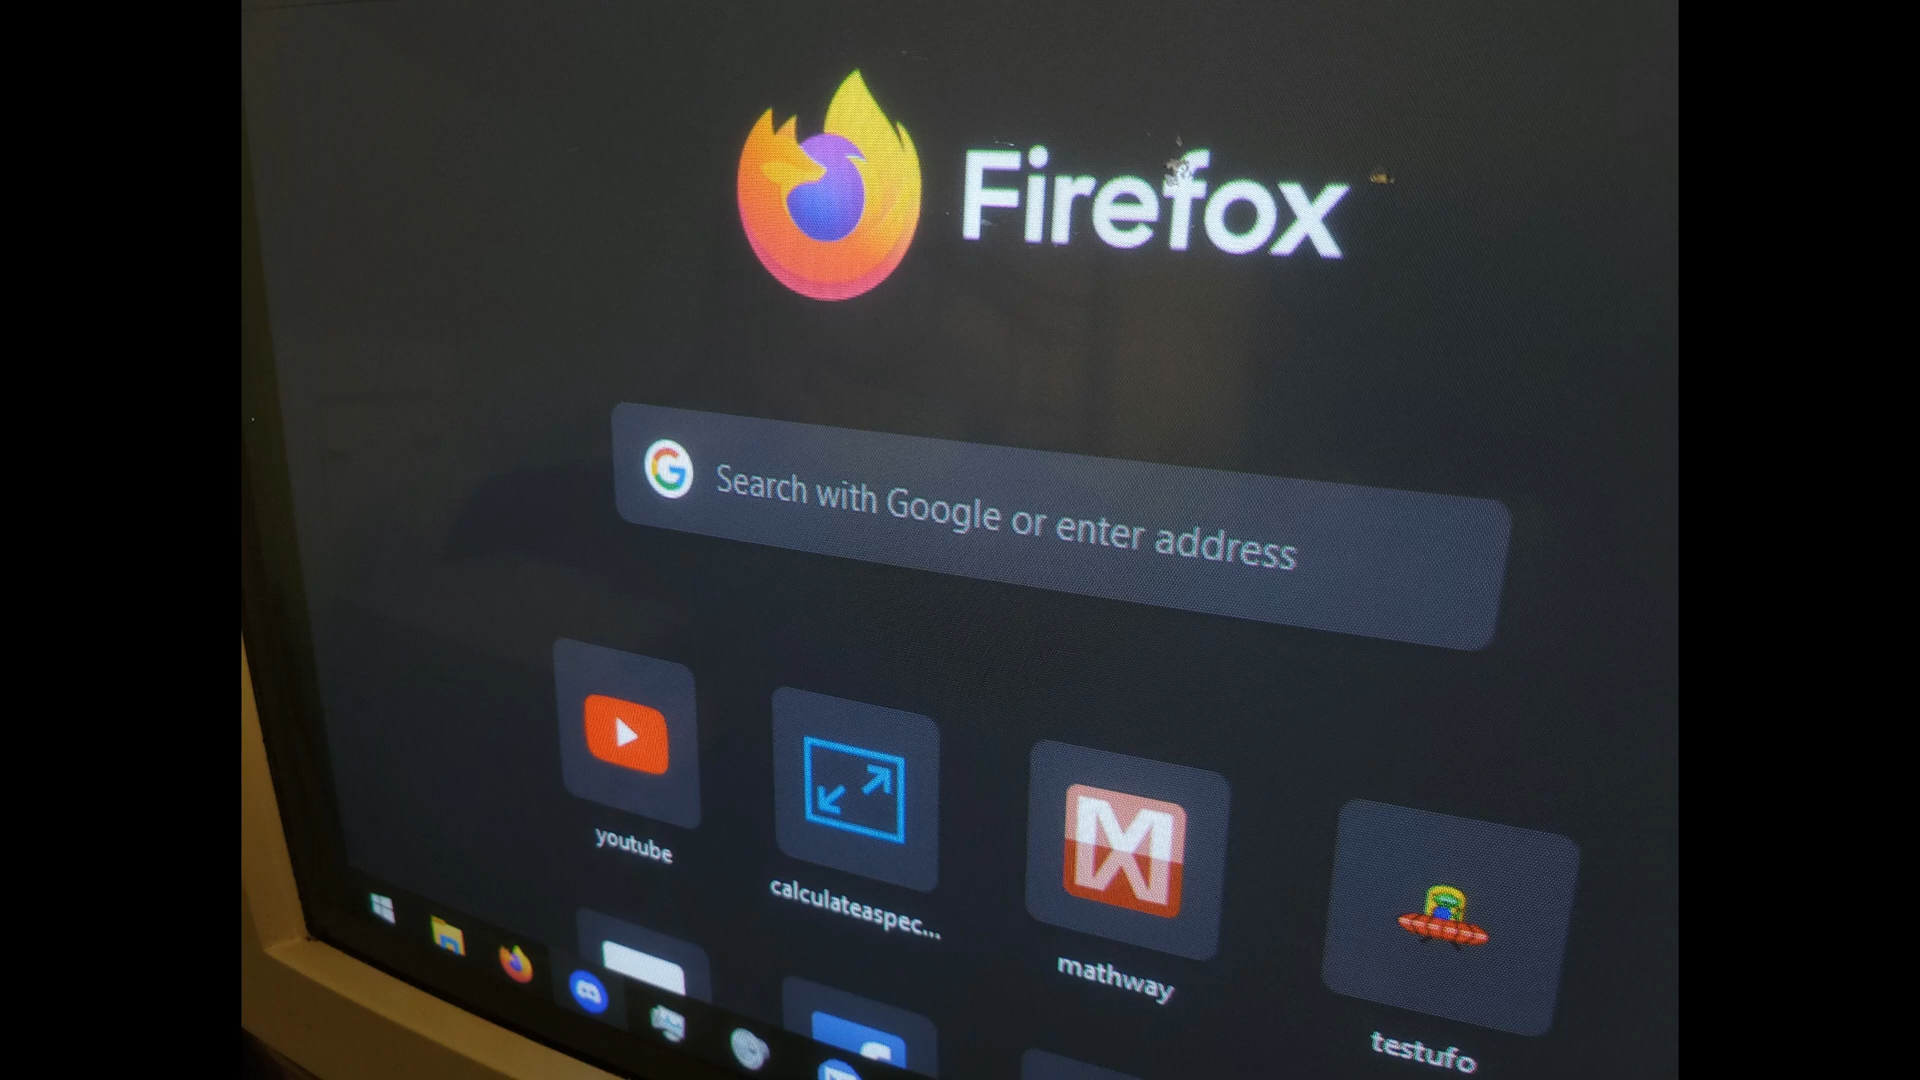 Firefox
Search with Google or enter address
youtube
calculateaspec...
mathway
testufo